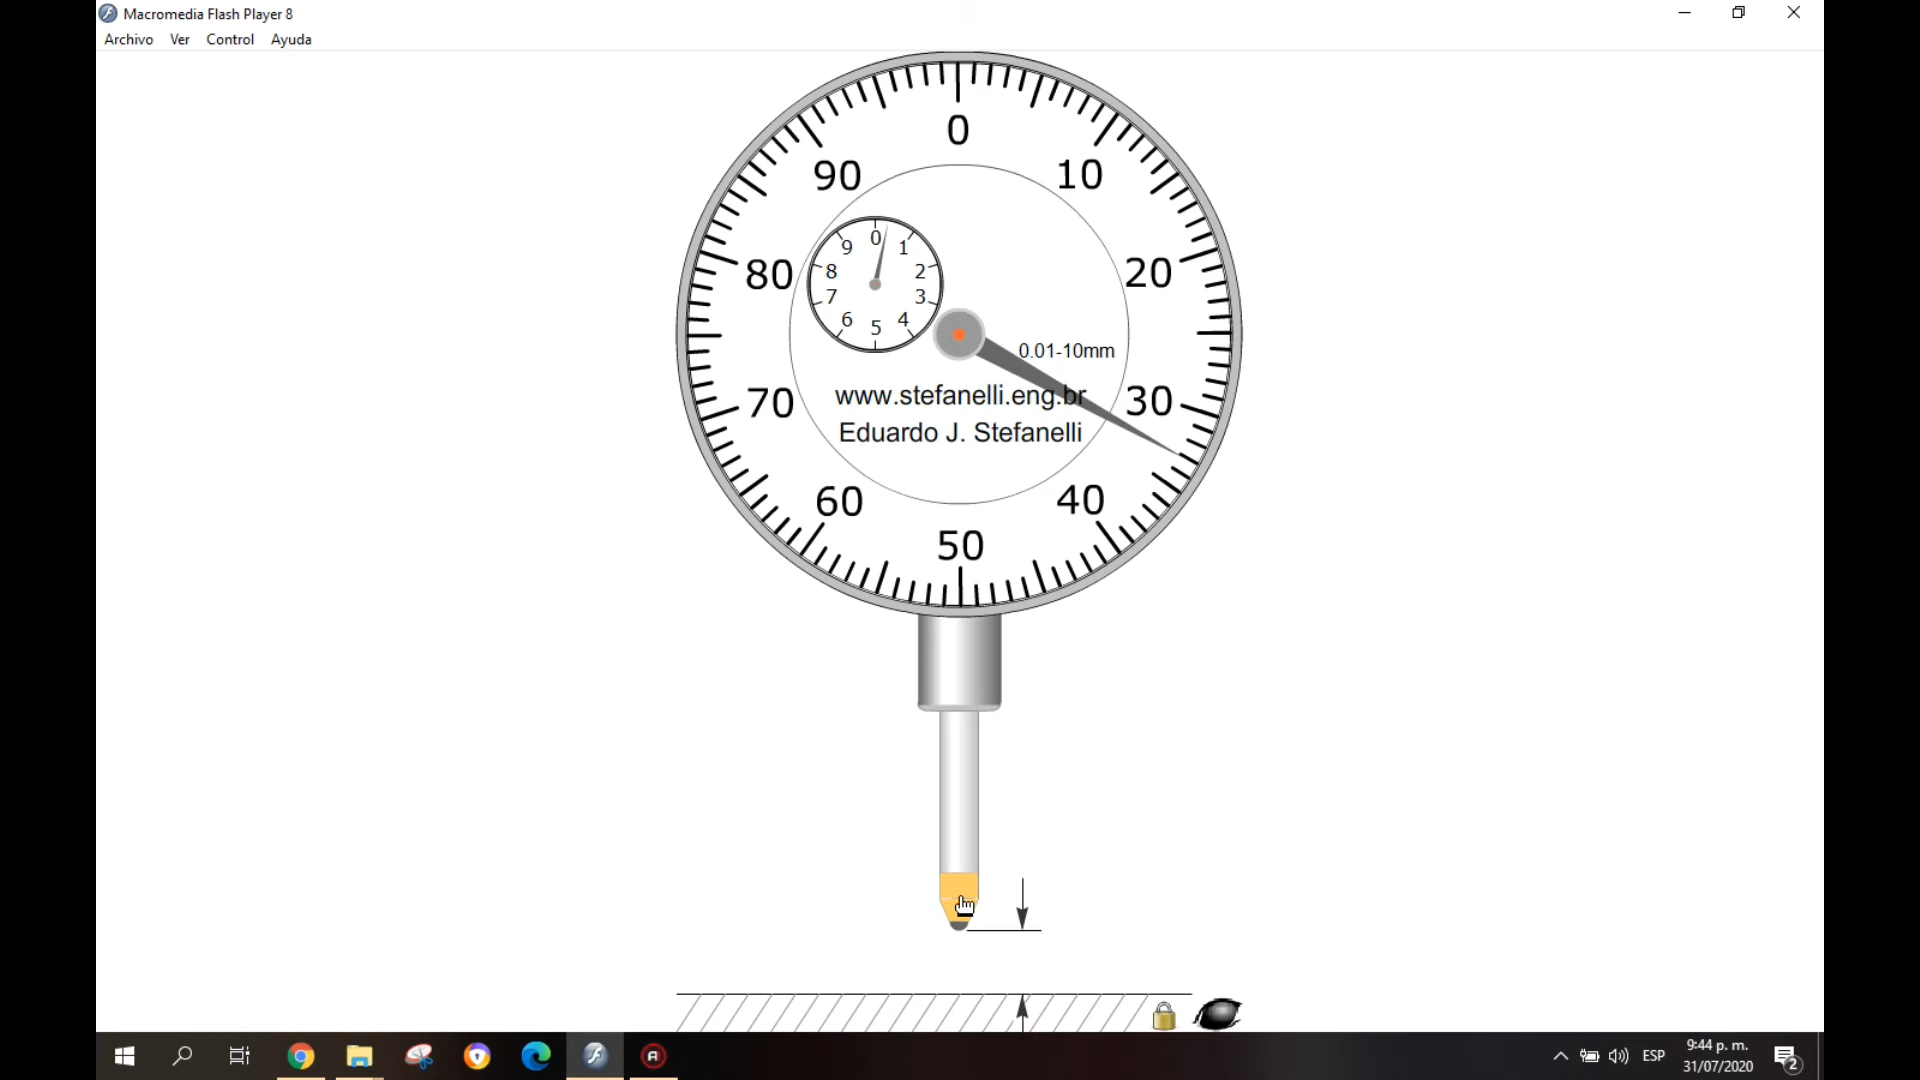 Macromedia Flash Player 8
Archivo Ver Control Ayuda
0
90 10
80 20
70 30
60 40
50
0
9 1
8 2
7 3
6 4
5
0.01-10mm
www.stefanelli.eng.br
Eduardo J. Stefanelli
ESP
9:44 p. m.
31/07/2020
2